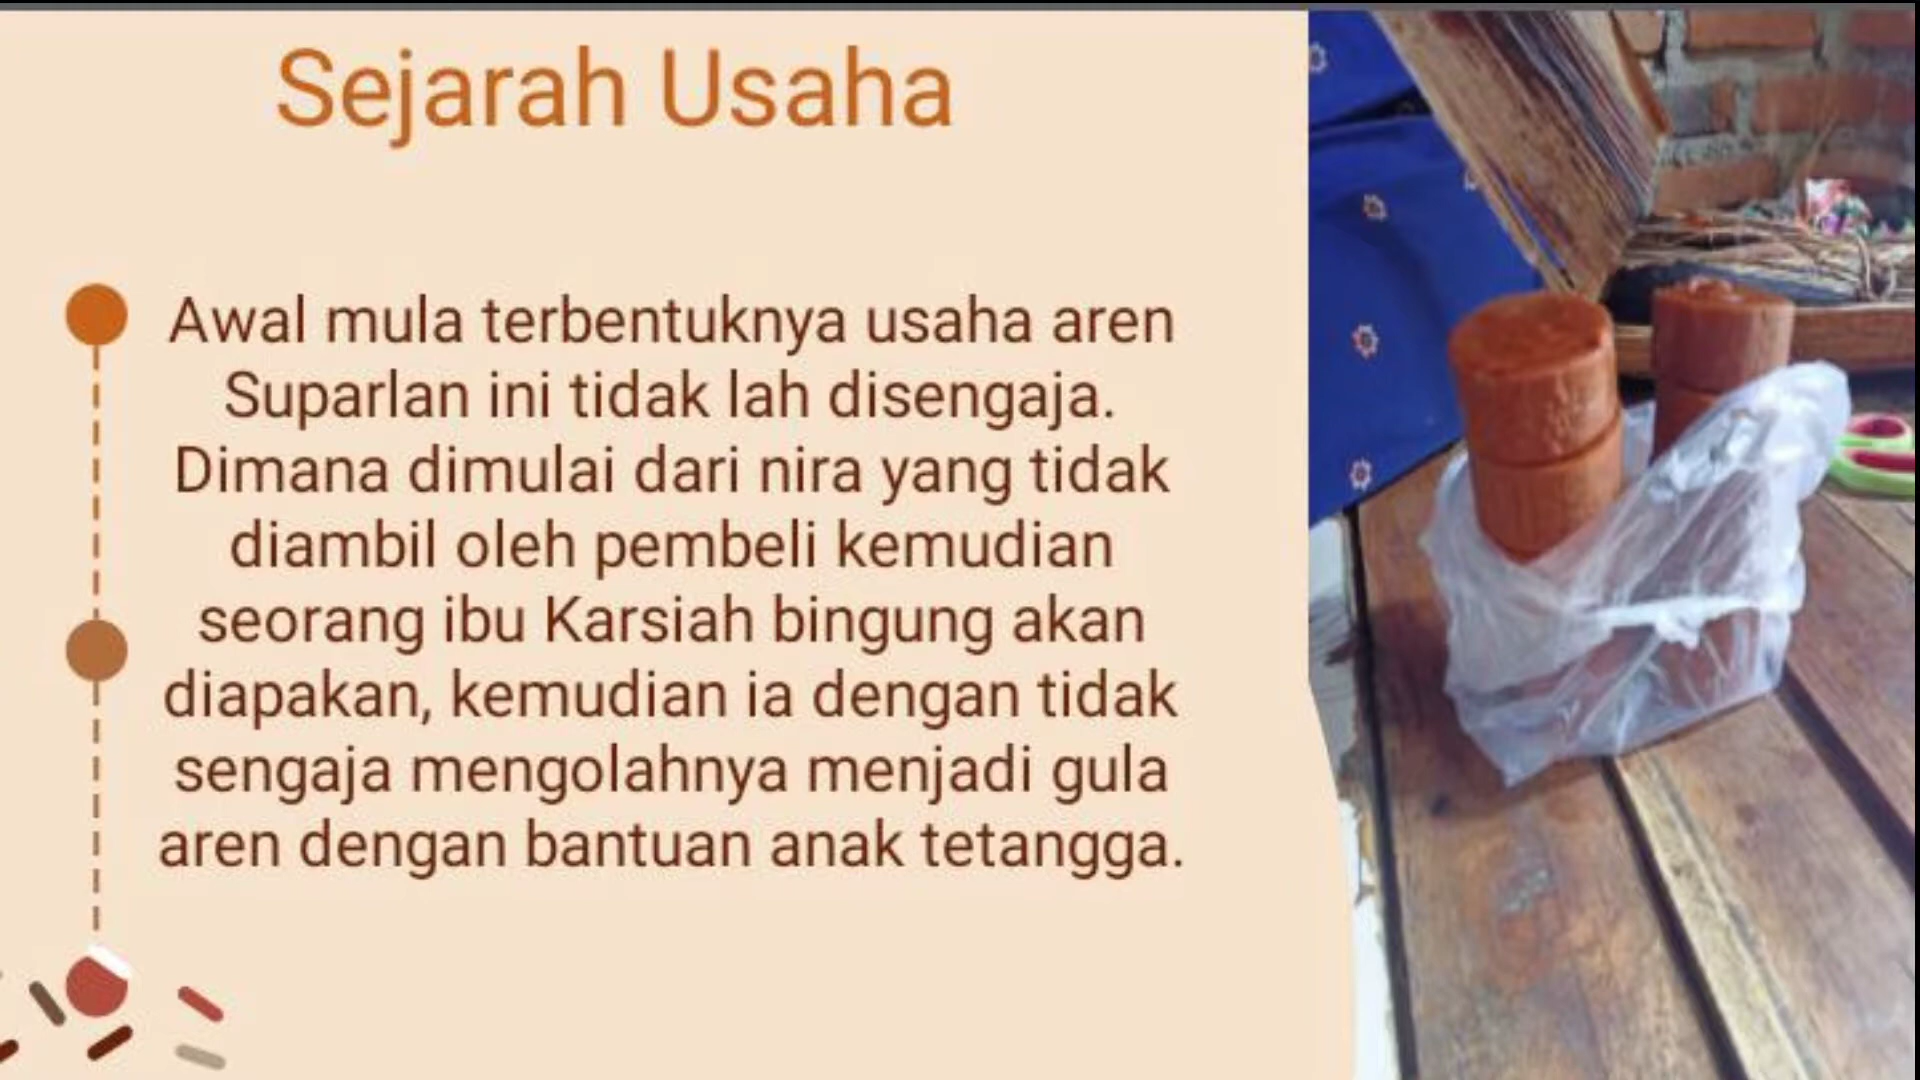 Sejarah Usaha
Awal mula terbentuknya usaha aren
Suparlan ini tidak lah disengaja.
Dimana dimulai dari nira yang tidak
diambil oleh pembeli kemudian
seorang ibu Karsiah bingung akan
diapakan, kemudian ia dengan tidak
sengaja mengolahnya menjadi gula
aren dengan bantuan anak tetangga.